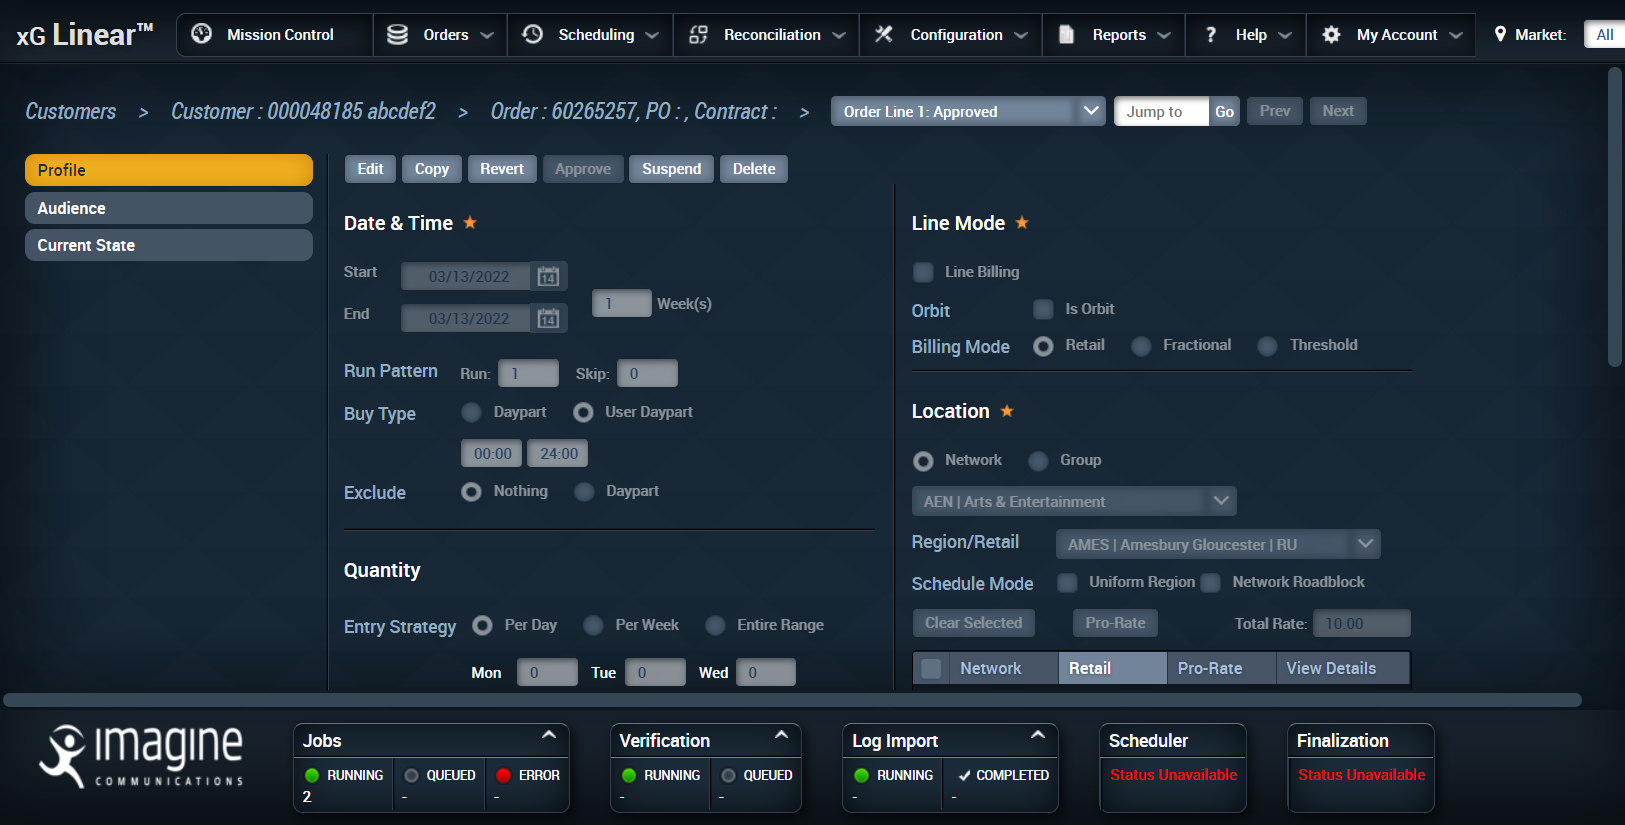 xG Linear™ Mission Control Orders Scheduling Reconciliation Configuration Reports ? Help My Account Market: All
Customers > Customer : 000048185 abcdef2 > Order : 60265257, PO : , Contract : > Order Line 1: Approved Jump to Go Prev Next
Profile
Audience
Current State
Edit Copy Revert Approve Suspend Delete
Date & Time
Start 03/13/2022 14
End 03/13/2022 14
1 Week(s)
Run Pattern Run: 1 Skip: 0
Buy Type Daypart User Daypart
00:00 24:00
Exclude Nothing Daypart
Quantity
Entry Strategy Per Day Per Week Entire Range
Mon 0 Tue 0 Wed 0
Line Mode
Line Billing
Orbit Is Orbit
Billing Mode Retail Fractional Threshold
Location
Network Group
AEN | Arts & Entertainment
Region/Retail AMES | Amesbury Gloucester | RU
Schedule Mode Uniform Region Network Roadblock
Clear Selected Pro-Rate Total Rate: 10.00
Network Retail Pro-Rate View Details
imagine
COMMUNICATIONS
Jobs
RUNNING QUEUED ERROR
2 - -
Verification
RUNNING QUEUED
- -
Log Import
RUNNING COMPLETED
- -
Scheduler
Status Unavailable
Finalization
Status Unavailable